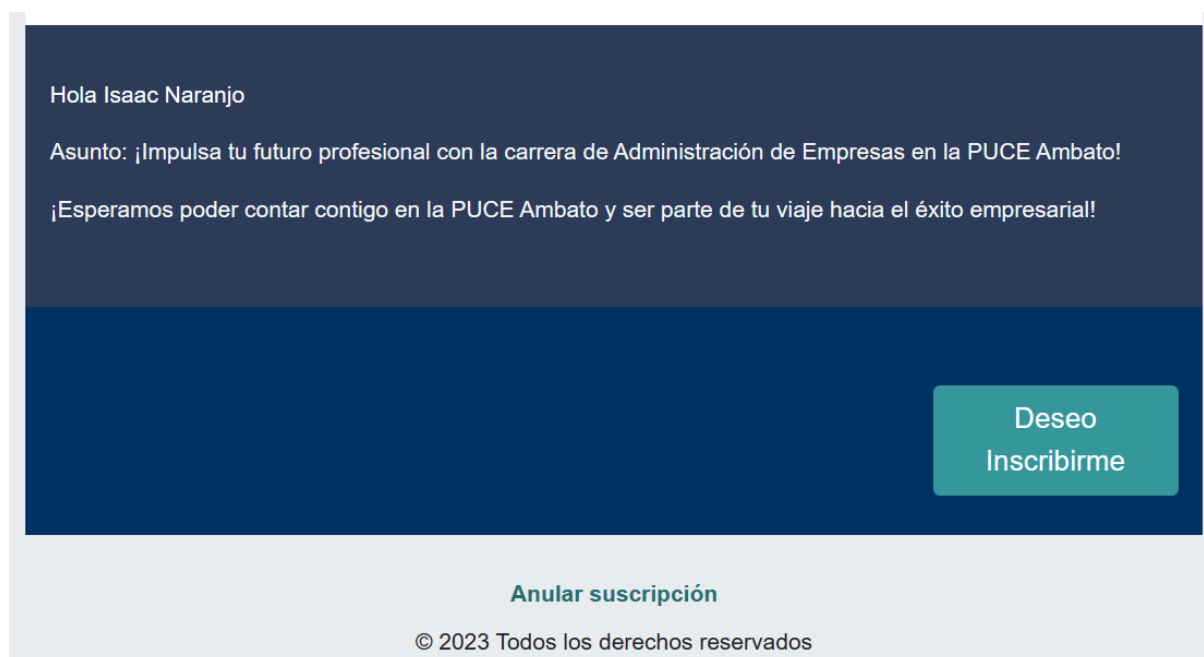 Hola Isaac Naranjo
Asunto: ¡Impulsa tu futuro profesional con la carrera de Administración de Empresas en la PUCE Ambato!
¡Esperamos poder contar contigo en la PUCE Ambato y ser parte de tu viaje hacia el éxito empresarial!
Deseo
Inscribirme
Anular suscripción
© 2023 Todos los derechos reservados